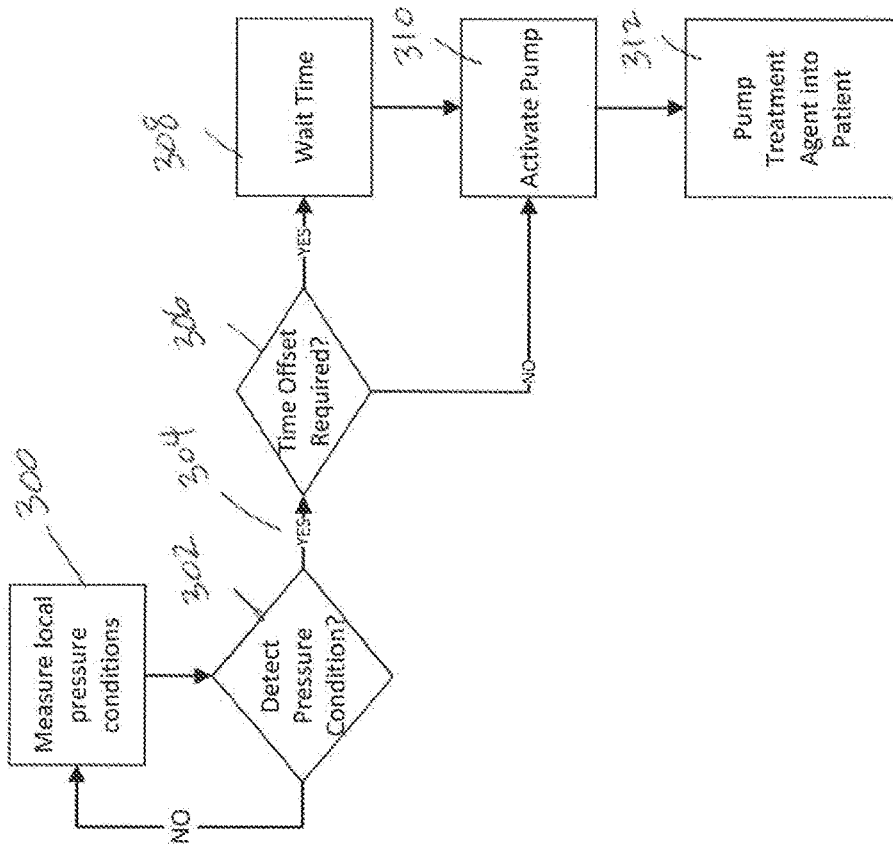 300
Measure local
pressure
conditions
NO
302
Detect
Pressure
Condition?
304
YES
306
Time Offset
Required?
YES
NO
308
Wait Time
310
Activate Pump
312
Pump
Treatment
Agent into
Patient